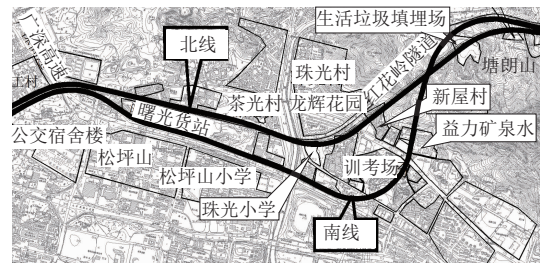 生活垃圾填埋场
广深高速
北线
珠光村
红花岭隧道
塘朗山
茶光村
龙辉花园
新屋村
曙光货站
益力矿泉水
公交宿舍楼
松坪山
训考场
松坪山小学
珠光小学
南线